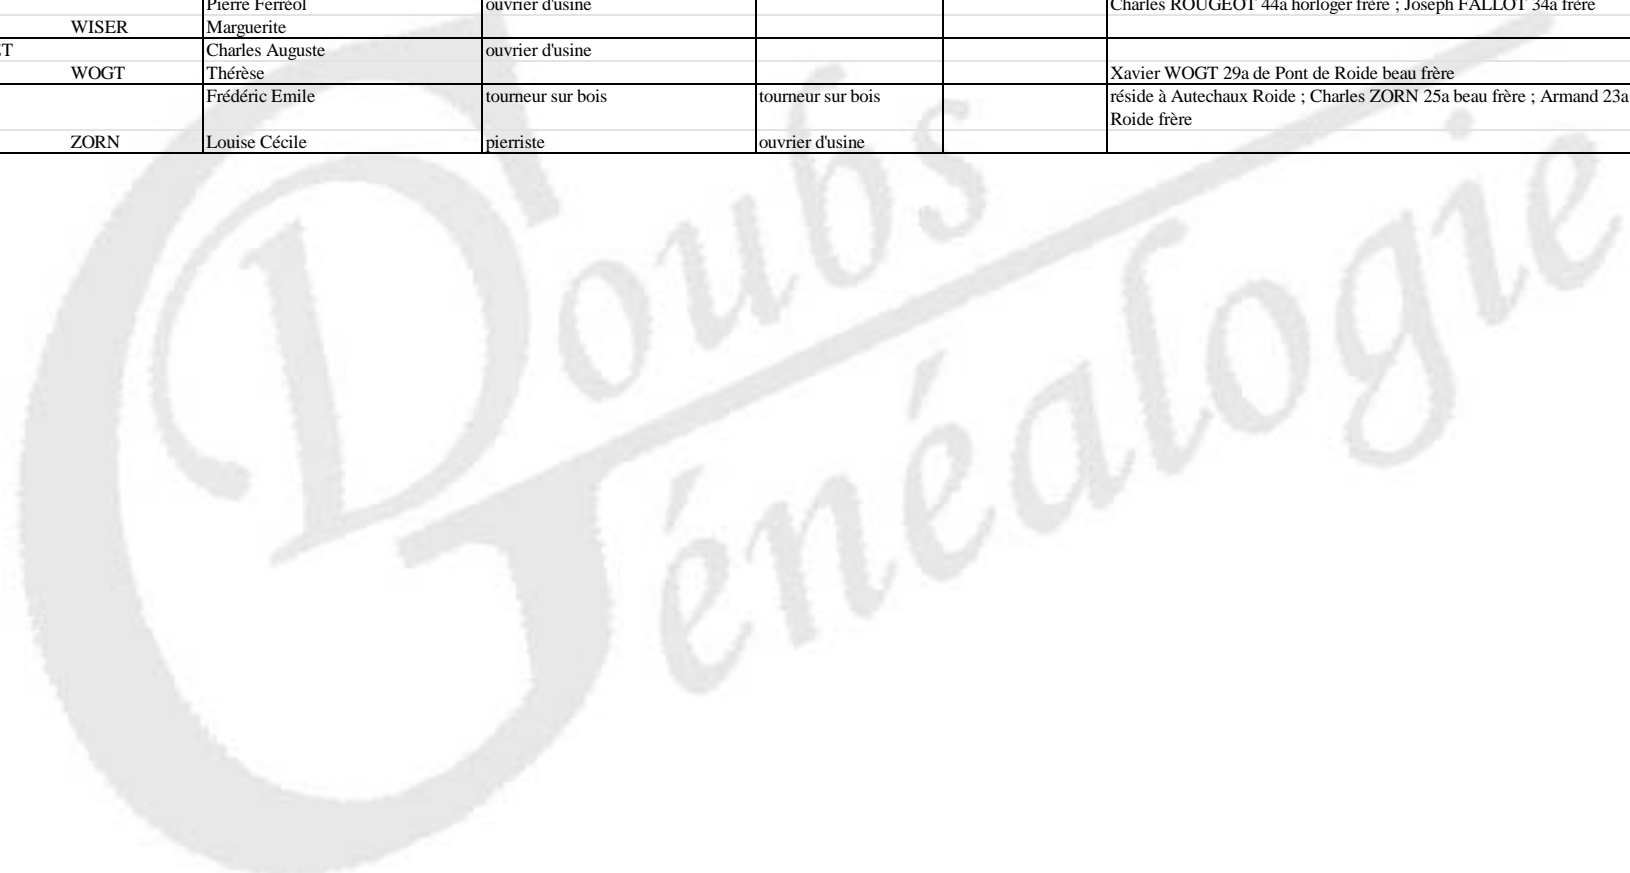 Pierre Ferréol ouvrier d'usine Charles ROUGEOT 44a horloger frère ; Joseph FALLOT 34a frère
WISER Marguerite
ET Charles Auguste ouvrier d'usine
WOGT Thérèse Xavier WOGT 29a de Pont de Roide beau frère
Frédéric Emile tourneur sur bois tourneur sur bois réside à Autechaux Roide ; Charles ZORN 25a beau frère ; Armand 23a
Roide frère
ZORN Louise Cécile pierriste ouvrier d'usine
Doubs
Généalogie